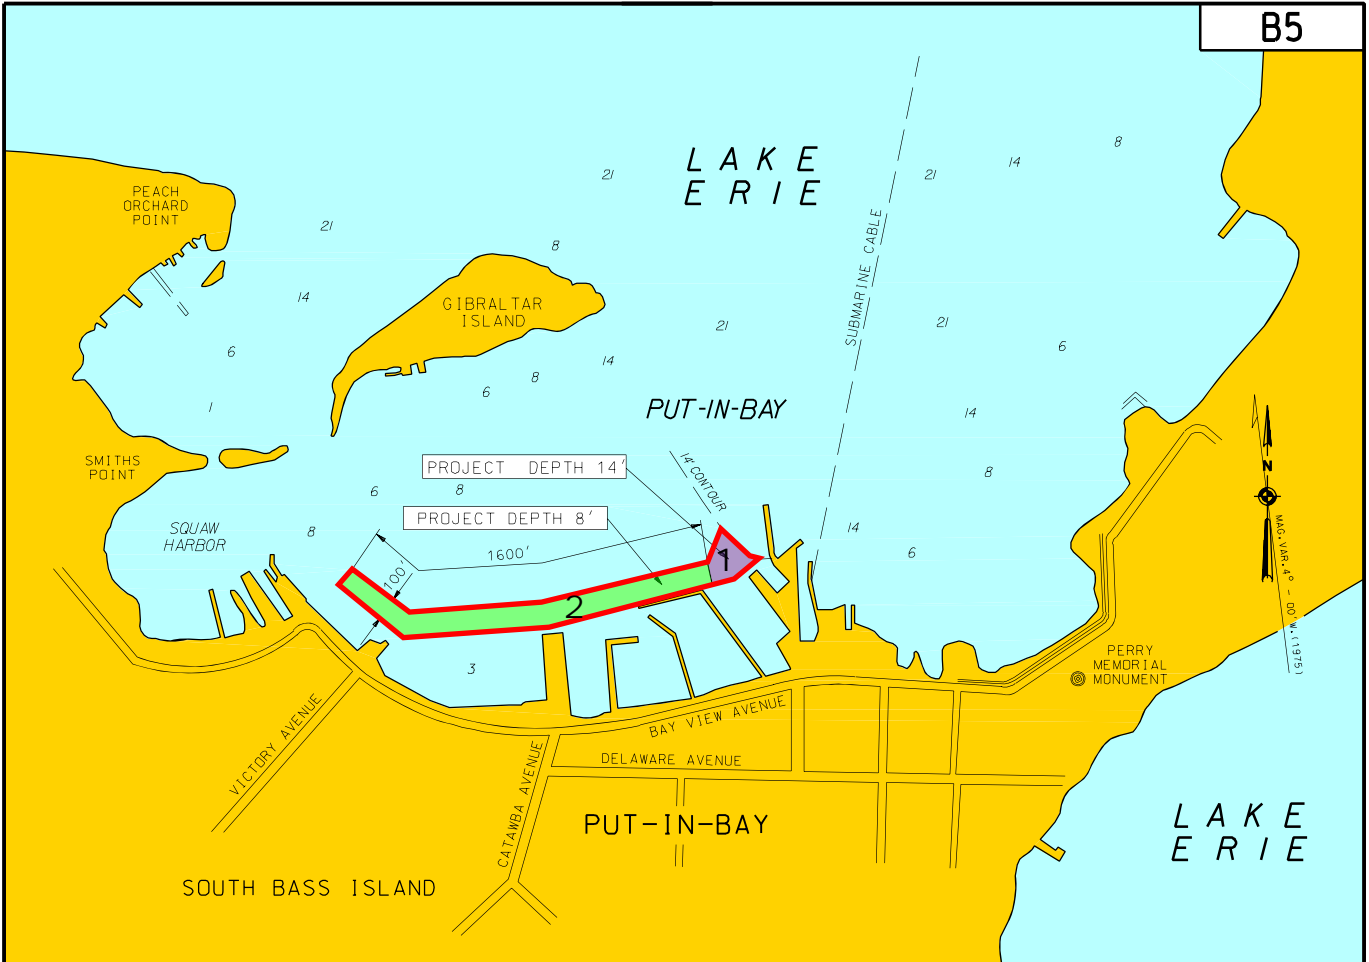 B5
LAKE
ERIE
8
14
21
21
PEACH
ORCHARD
POINT
21
8
SUBMARINE CABLE
14
GIBRALTAR
ISLAND
21
21
6
6
14
8
6
1
PUT-IN-BAY
14
SMITHS
POINT
PROJECT DEPTH 14'
14' CONTOUR
8
6
8
PROJECT DEPTH 8'
N
SQUAW
HARBOR
8
14
1600'
6
1
100'
2
MAG. VAR. 4° - 00' W. (1975)
3
PERRY
MEMORIAL
MONUMENT
VICTORY AVENUE
BAY VIEW AVENUE
CATAWBA AVENUE
DELAWARE AVENUE
PUT-IN-BAY
LAKE
ERIE
SOUTH BASS ISLAND